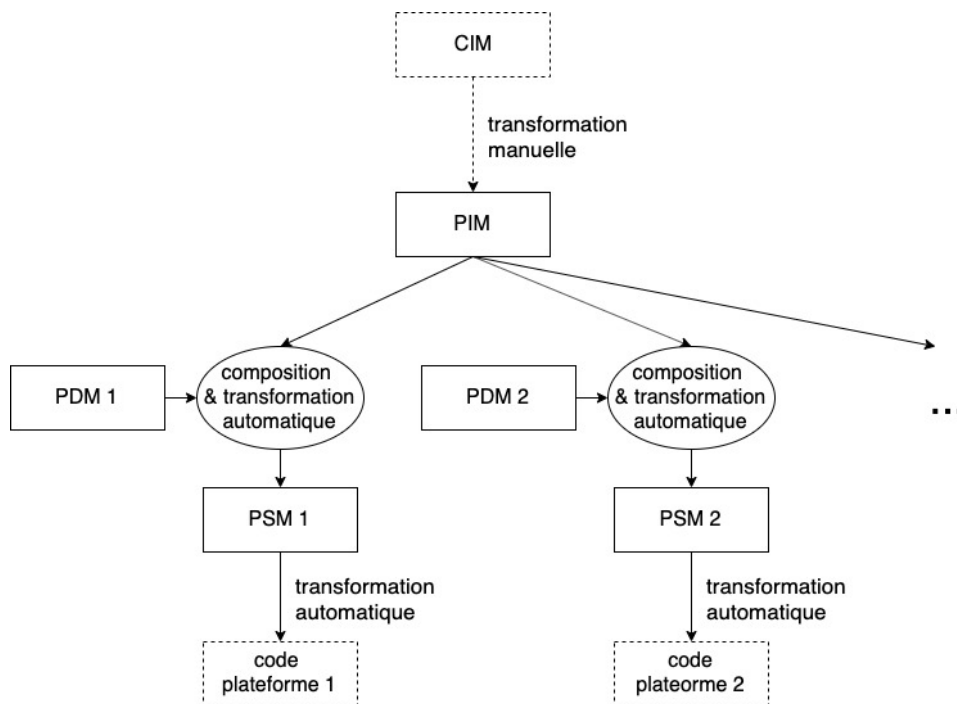 CIM
transformation
manuelle
PIM
PDM 1
composition
& transformation
automatique
PDM 2
composition
& transformation
automatique
...
PSM 1
PSM 2
transformation
automatique
transformation
automatique
code
plateforme 1
code
plateorme 2